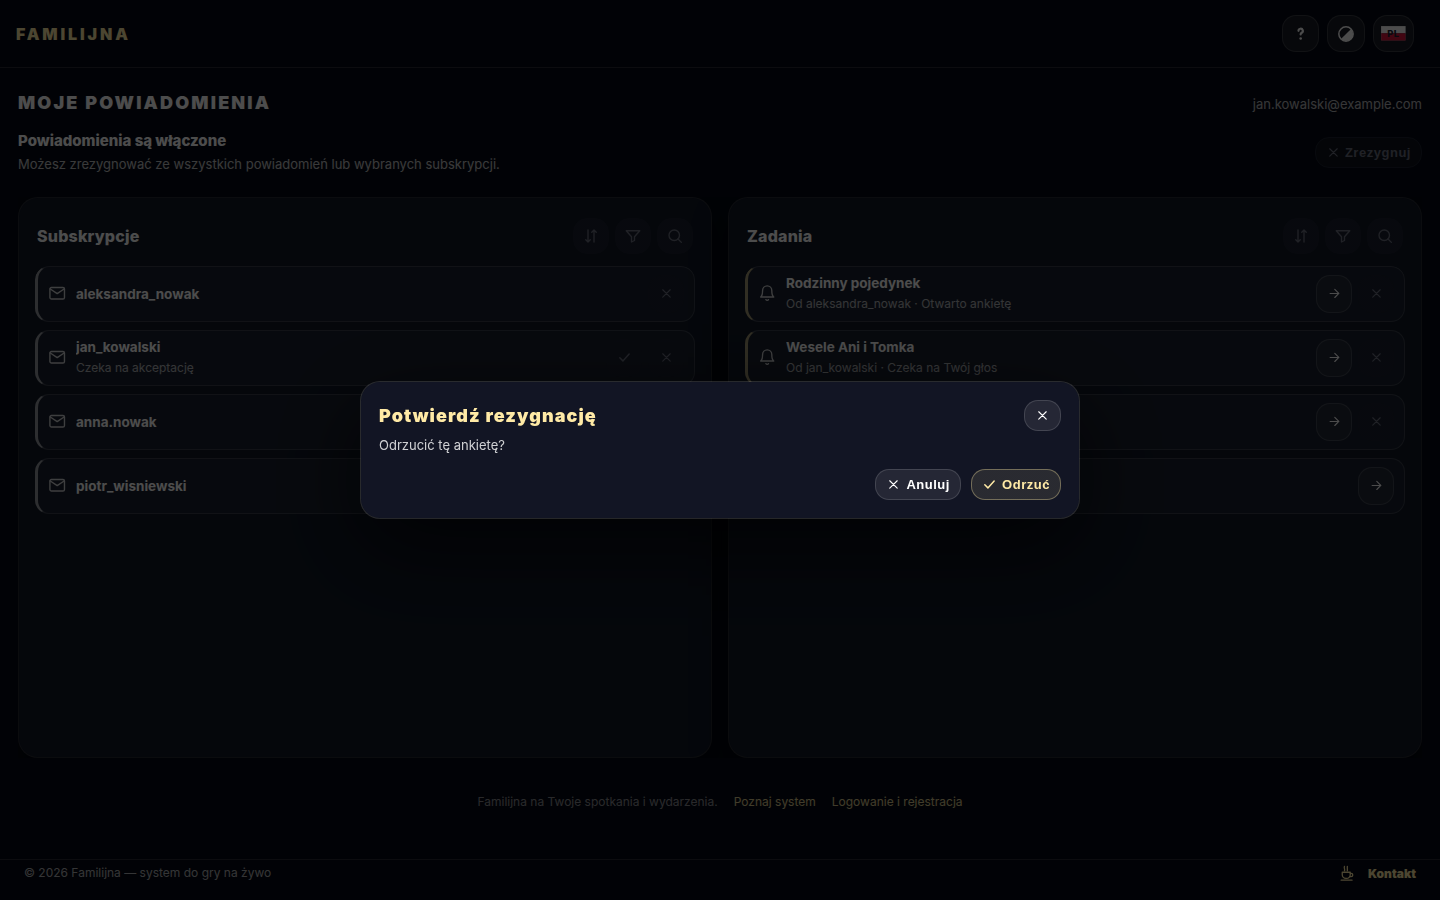 FAMILIJNA
?
PL
MOJE POWIADOMIENIA
jan.kowalski@example.com
Powiadomienia są włączone
Możesz zrezygnować ze wszystkich powiadomień lub wybranych subskrypcji.
Zrezygnuj
Subskrypcje
aleksandra_nowak
jan_kowalski
Czeka na akceptację
anna.nowak
piotr_wisniewski
Zadania
Rodzinny pojedynek
Od aleksandra_nowak · Otwarto ankietę
Wesele Ani i Tomka
Od jan_kowalski · Czeka na Twój głos
Potwierdź rezygnację
Odrzucić tę ankietę?
Anuluj
Odrzuć
Familijna na Twoje spotkania i wydarzenia. Poznaj system Logowanie i rejestracja
© 2026 Familijna — system do gry na żywo
Kontakt